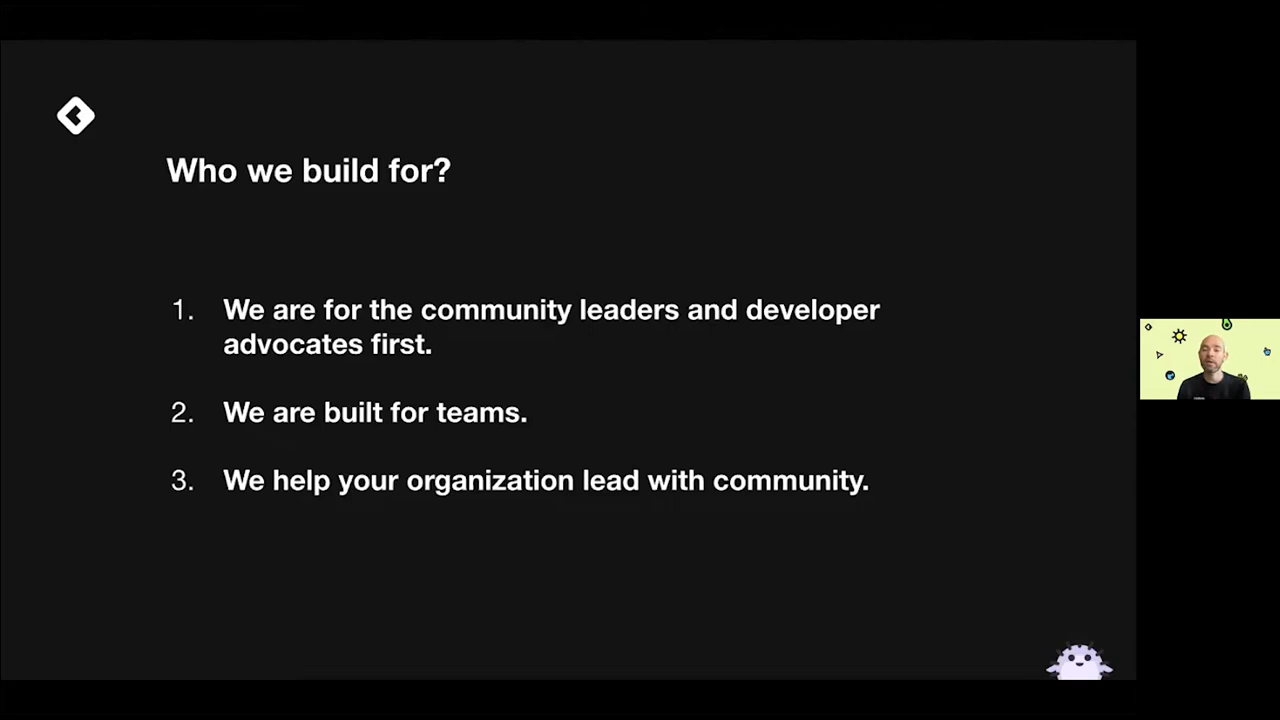 Who we build for?
1. We are for the community leaders and developer
advocates first.
2. We are built for teams.
3. We help your organization lead with community.